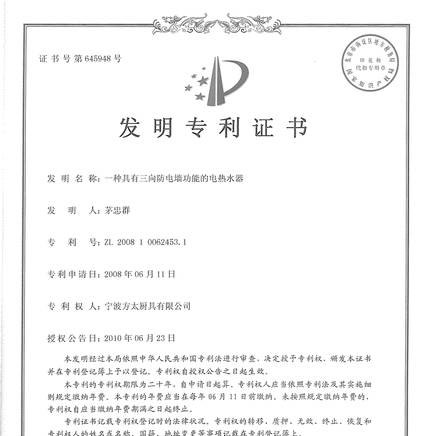 证书号第645948号
发明专利证书
发 明 名 称：一种具有三向防电墙功能的电热水器
发 明 人：茅忠群
专 利 号：ZL 2008 1 0062453.1
专利申请日：2008年06月11日
专 利 权 人：宁波方太厨具有限公司
授权公告日：2010年06月23日
本发明经过本局依照中华人民共和国专利法进行审查，决定授予专利权，颁发本证书
并在专利登记簿上予以登记。专利权自授权公告之日起生效。
本专利的专利权期限为二十年，自申请日起算。专利权人应当依照专利法及其实施细
则规定缴纳年费。本专利的年费应当在每年06月11日前缴纳。未按照规定缴纳年费的，
专利权自应当缴纳年费期满之日起终止。
专利证书记载专利权登记时的法律状况。专利权的转移、质押、无效、终止、恢复和
专利权人的姓名或名称、国籍、地址变更等事项记载在专利登记簿上。